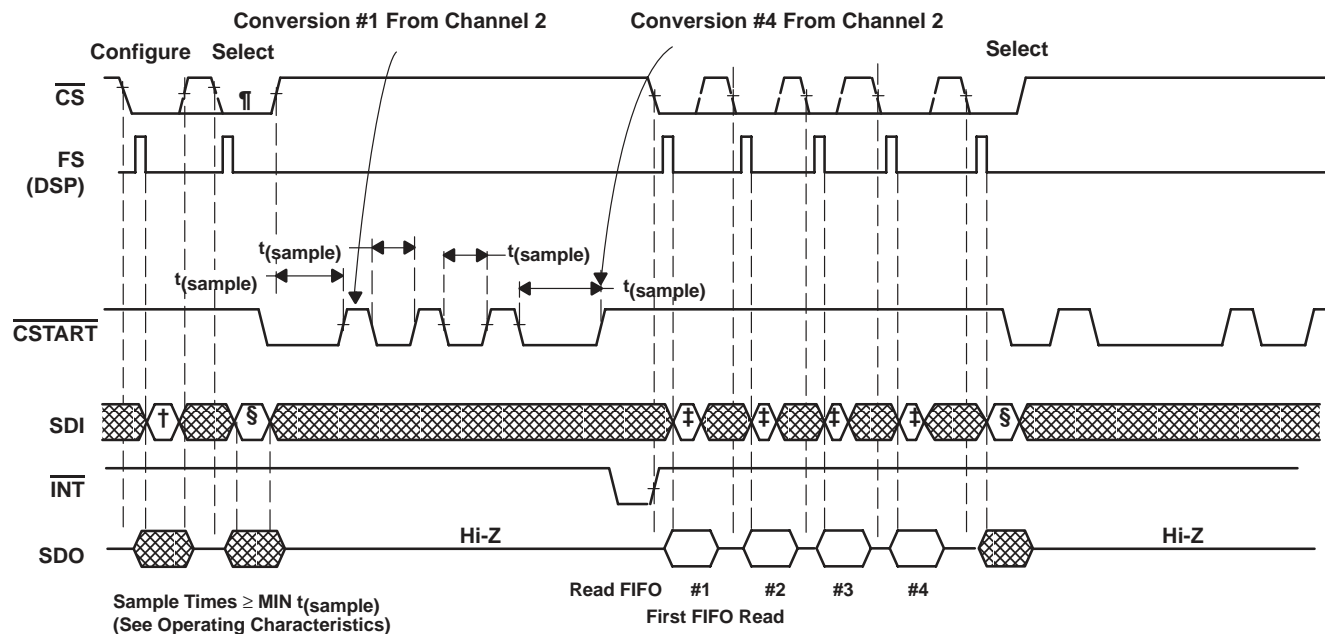 Conversion #1 From Channel 2
Conversion #4 From Channel 2
Configure
Select
Select
CS
¶
FS
(DSP)
t(sample)
t(sample)
t(sample)
t(sample)
CSTART
SDI
†
§
‡
‡
‡
‡
§
INT
SDO
Hi-Z
Hi-Z
Read FIFO
#1
#2
#3
#4
First FIFO Read
Sample Times ≥ MIN t(sample)
(See Operating Characteristics)